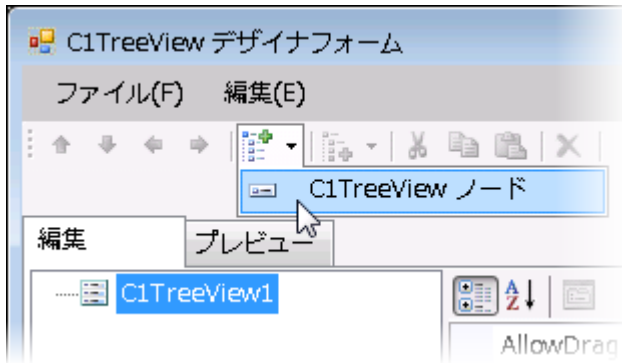 C1TreeView デザイナフォーム
ファイル(F) 編集(E)
C1TreeView ノード
編集 プレビュー
C1TreeView1
AllowDrag